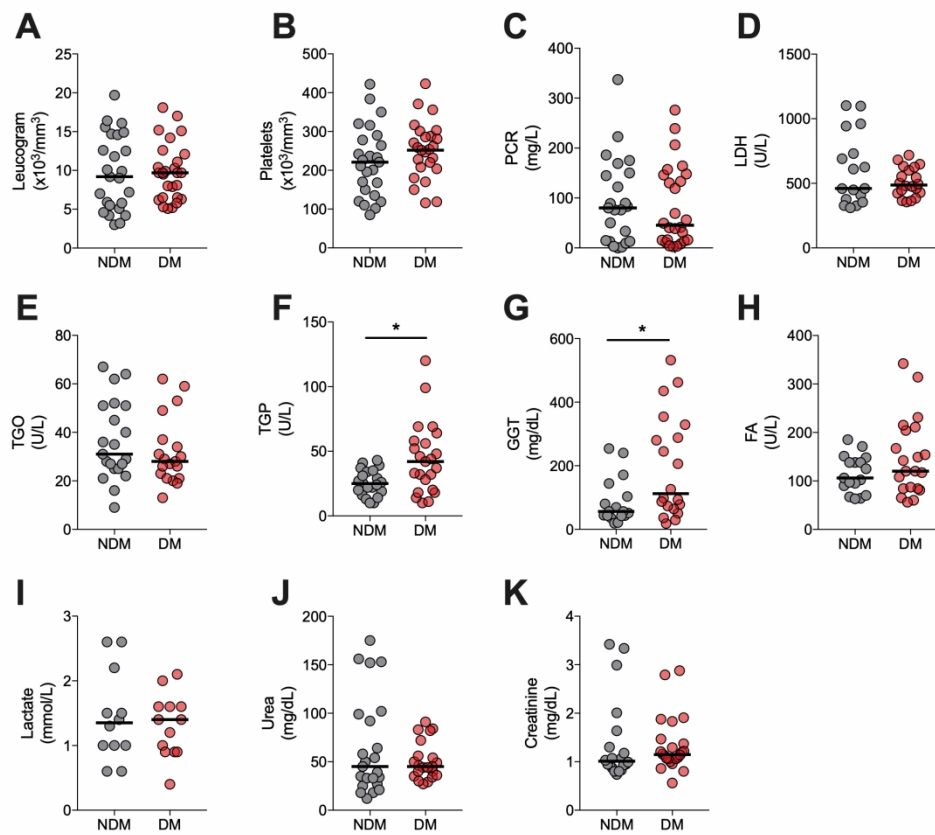 A
Leucogram
(x10³/mm³)
25
20
15
10
5
0
NDM DM
B
Platelets
(x10³/mm³)
500
400
300
200
100
0
NDM DM
C
PCR
(mg/L)
400
300
200
100
0
NDM DM
D
LDH
(U/L)
1500
1000
500
0
NDM DM
E
TGO
(U/L)
80
60
40
20
0
NDM DM
F
TGP
(U/L)
150
100
50
0
*
NDM DM
G
GGT
(mg/dL)
600
400
200
0
*
NDM DM
H
FA
(U/L)
400
300
200
100
0
NDM DM
I
Lactate
(mmol/L)
3
2
1
0
NDM DM
J
Urea
(mg/dL)
200
150
100
50
0
NDM DM
K
Creatinine
(mg/dL)
4
3
2
1
0
NDM DM